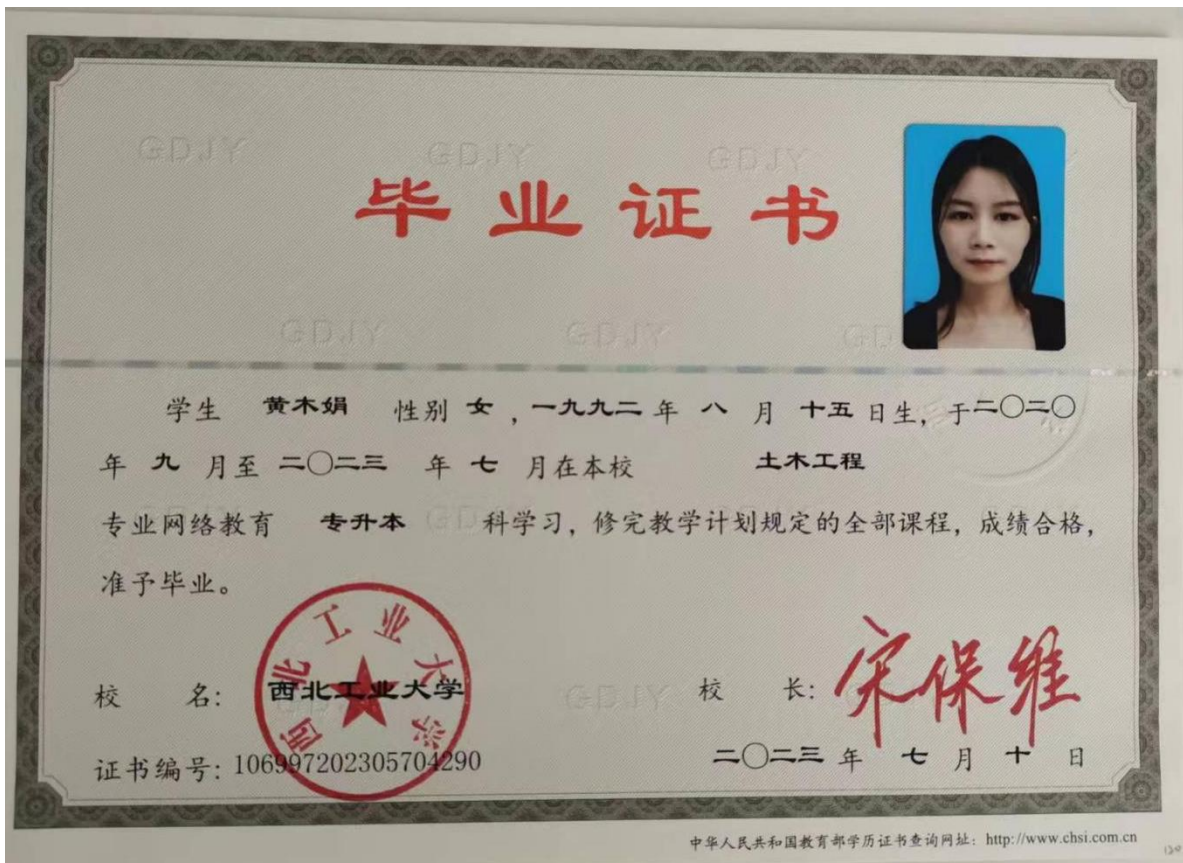 GDJY GDJY GDJY
毕业证书
GDJY GDJY GD
学生 黄木娟 性别 女 ，一九九二 年 八 月 十五 日生，于二〇二〇
年 九 月至 二〇二三 年 七 月在本校 土木工程
专业网络教育 专升本 科学习，修完教学计划规定的全部课程，成绩合格，
准予毕业。
西北工业大学
校 名： 西北工业大学 校 长： 宋保维
证书编号：106997202305704290 二〇二三 年 七 月 十 日
中华人民共和国教育部学历证书查询网址：http://www.chsi.com.cn